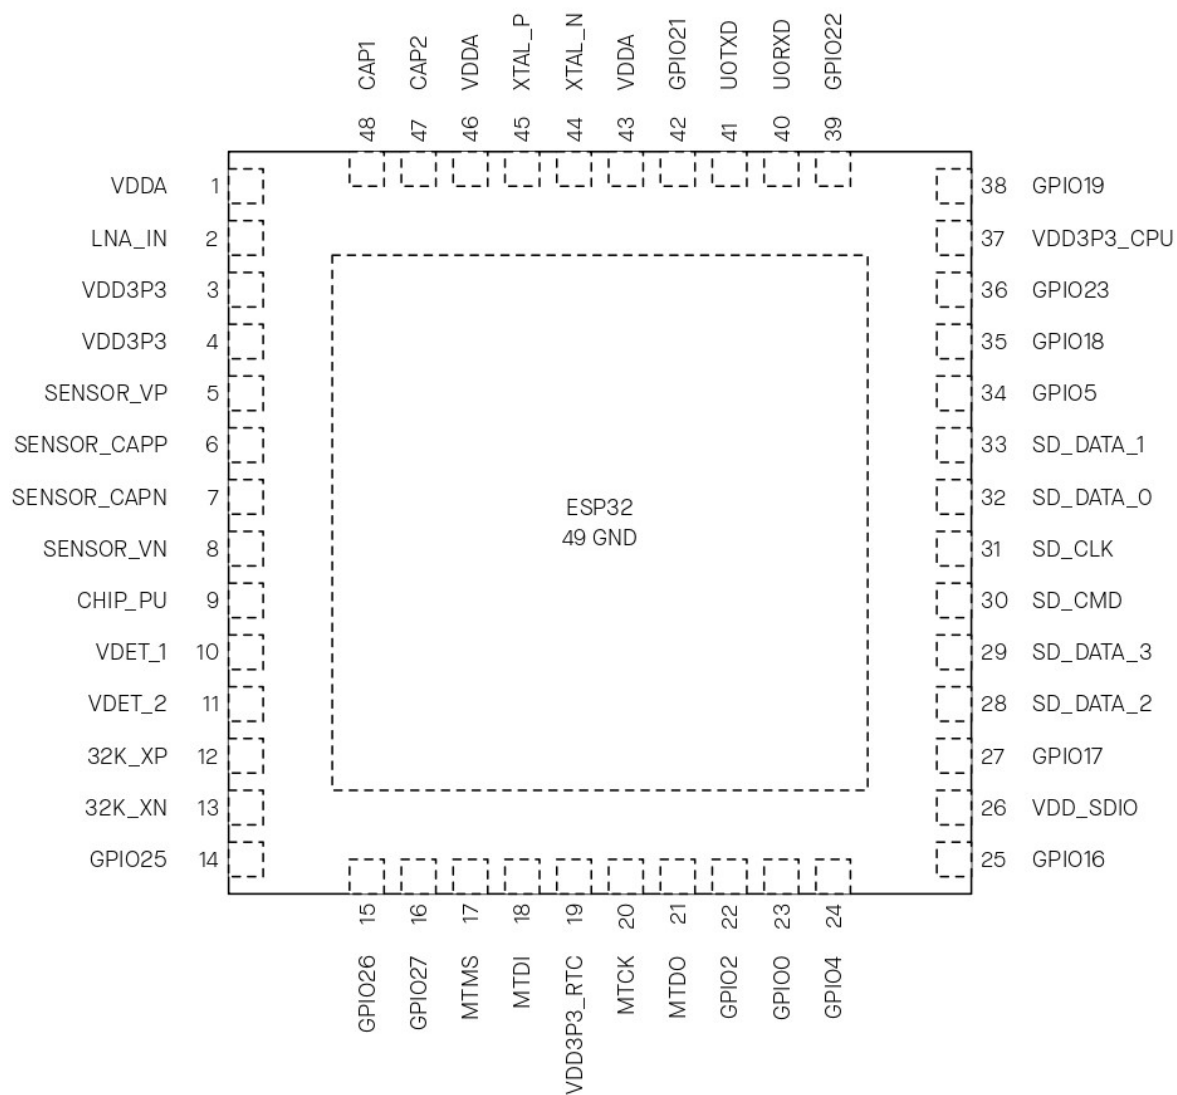 CAP1
CAP2
VDDA
XTAL_P
XTAL_N
VDDA
GPIO21
U0TXD
U0RXD
GPIO22
48
47
46
45
44
43
42
41
40
39
VDDA 1
LNA_IN 2
VDD3P3 3
VDD3P3 4
SENSOR_VP 5
SENSOR_CAPP 6
SENSOR_CAPN 7
SENSOR_VN 8
CHIP_PU 9
VDET_1 10
VDET_2 11
32K_XP 12
32K_XN 13
GPIO25 14
ESP32
49 GND
38 GPIO19
37 VDD3P3_CPU
36 GPIO23
35 GPIO18
34 GPIO5
33 SD_DATA_1
32 SD_DATA_0
31 SD_CLK
30 SD_CMD
29 SD_DATA_3
28 SD_DATA_2
27 GPIO17
26 VDD_SDIO
25 GPIO16
15
16
17
18
19
20
21
22
23
24
GPIO26
GPIO27
MTMS
MTDI
VDD3P3_RTC
MTCK
MTDO
GPIO2
GPIO0
GPIO4